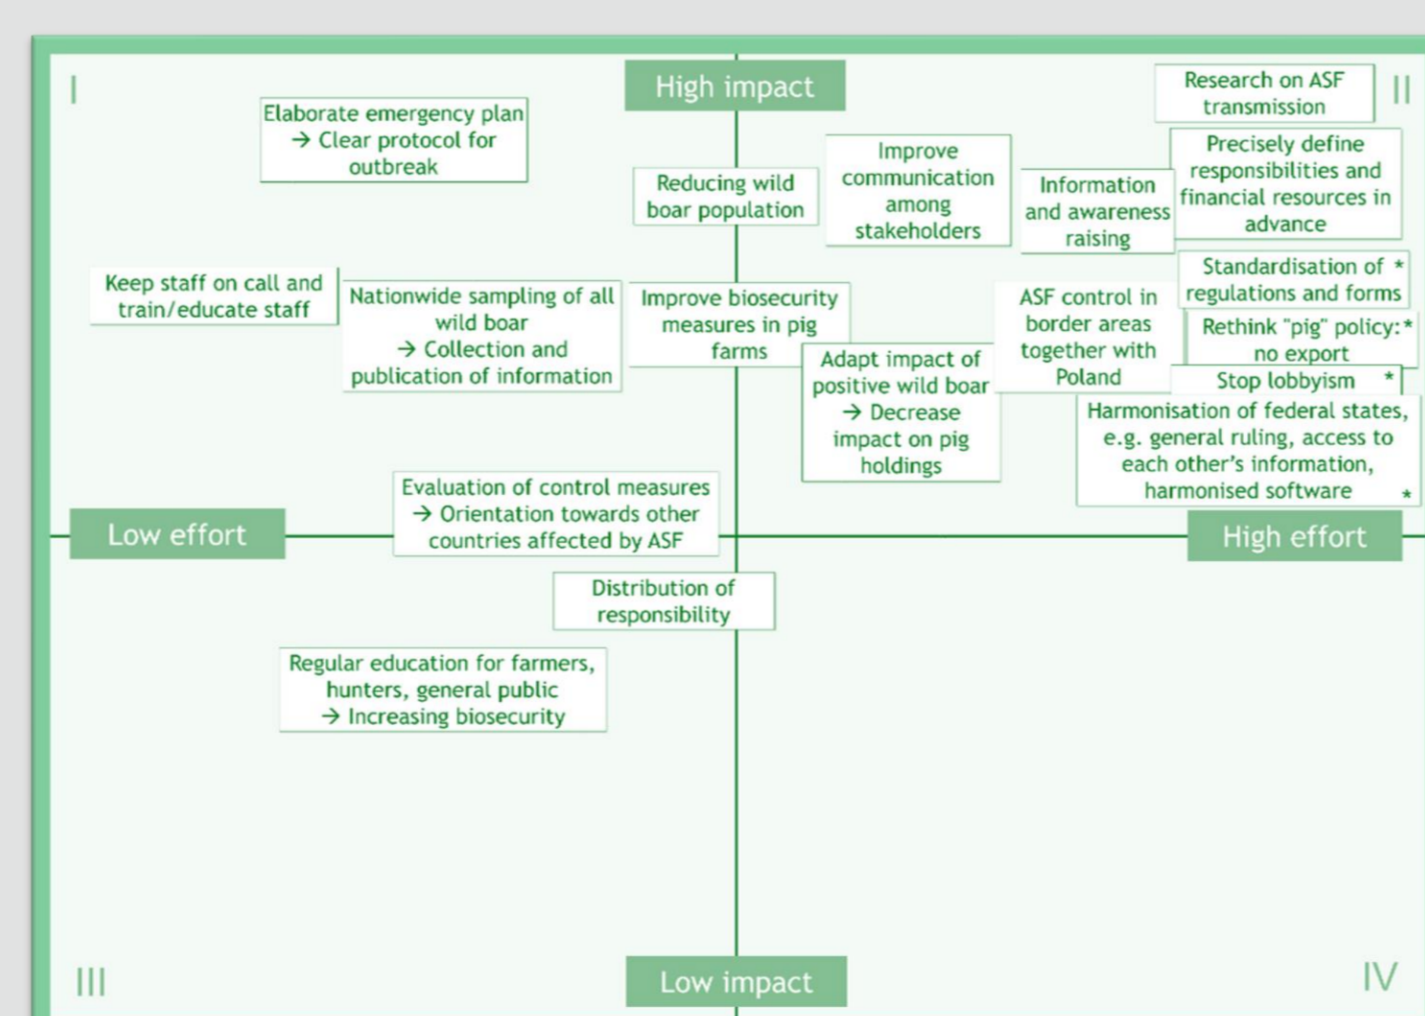 I
High impact
II
Elaborate emergency plan
→ Clear protocol for
outbreak
Reducing wild
boar population
Improve
communication
among
stakeholders
Information
and awareness
raising
Research on ASF
transmission
Precisely define
responsibilities and
financial resources in
advance
Keep staff on call and
train/educate staff
Nationwide sampling of all
wild boar
→ Collection and
publication of information
Improve biosecurity
measures in pig
farms
Adapt impact of
positive wild boar
→ Decrease
impact on pig
holdings
ASF control in
border areas
together with
Poland
Standardisation of *
regulations and forms
Rethink "pig" policy: *
no export
Stop lobbyism *
Harmonisation of federal states,
e.g. general ruling, access to
each other's information,
harmonised software *
Evaluation of control measures
→ Orientation towards other
countries affected by ASF
Low effort
High effort
Distribution of
responsibility
Regular education for farmers,
hunters, general public
→ Increasing biosecurity
III
Low impact
IV